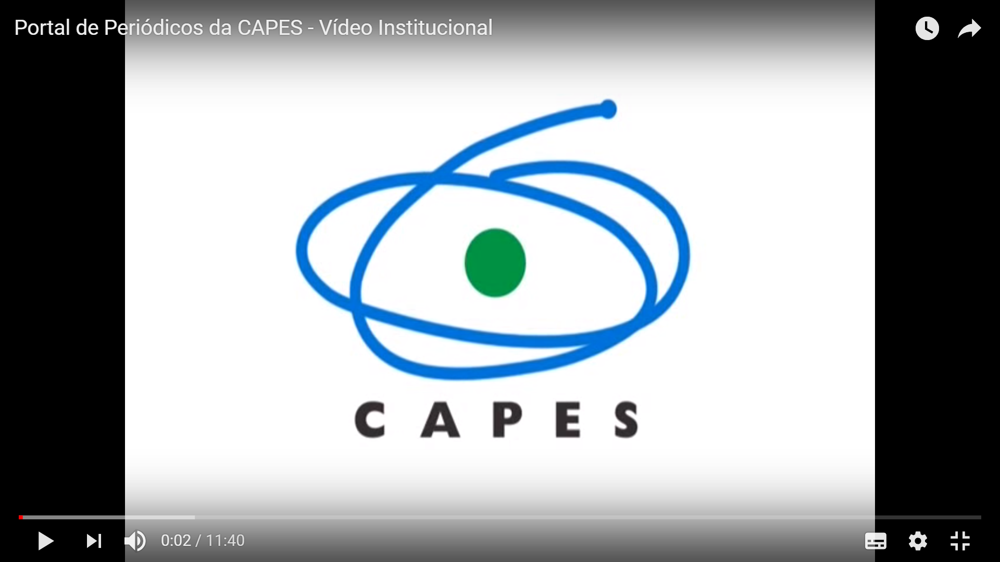 Portal de Periódicos da CAPES - Vídeo Institucional
CAPES
0:02 / 11:40